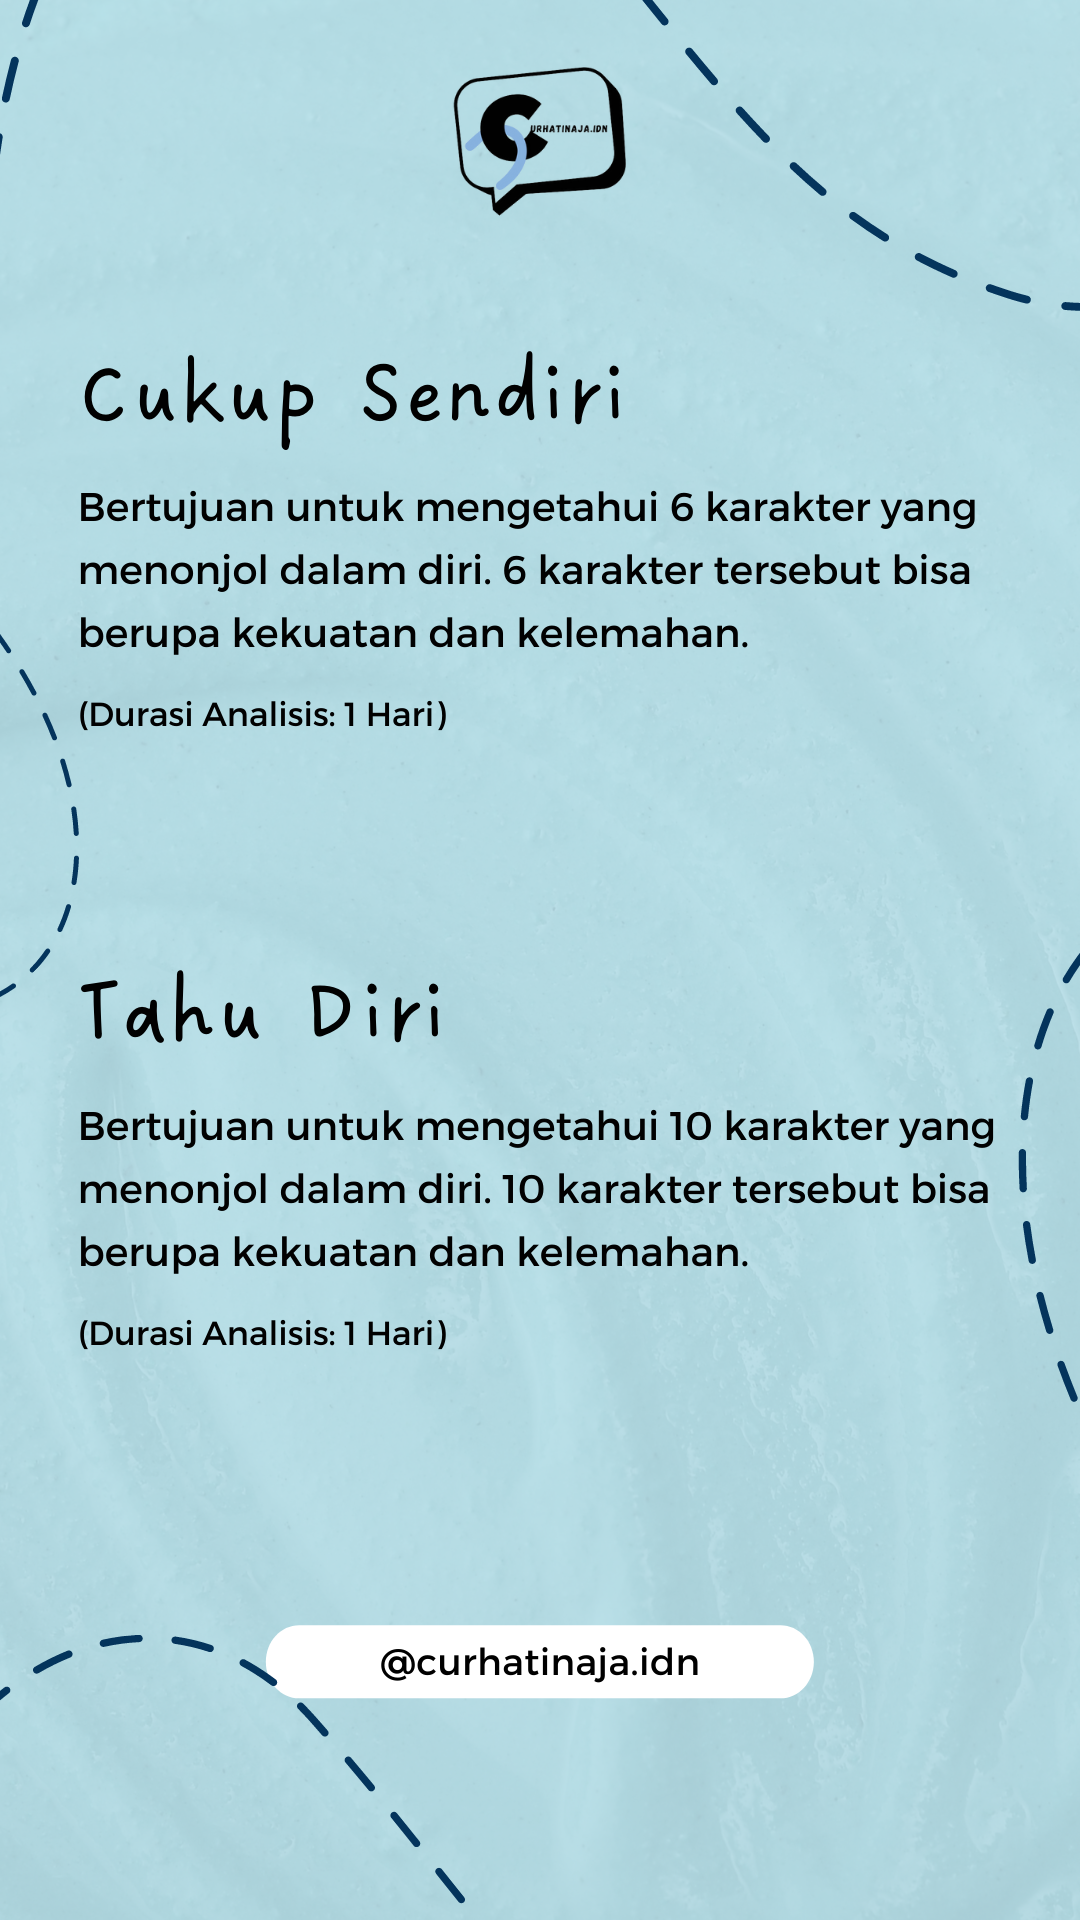 CURHATINAJA.IDN
Cukup Sendiri
Bertujuan untuk mengetahui 6 karakter yang
menonjol dalam diri. 6 karakter tersebut bisa
berupa kekuatan dan kelemahan.
(Durasi Analisis: 1 Hari)
Tahu Diri
Bertujuan untuk mengetahui 10 karakter yang
menonjol dalam diri. 10 karakter tersebut bisa
berupa kekuatan dan kelemahan.
(Durasi Analisis: 1 Hari)
@curhatinaja.idn